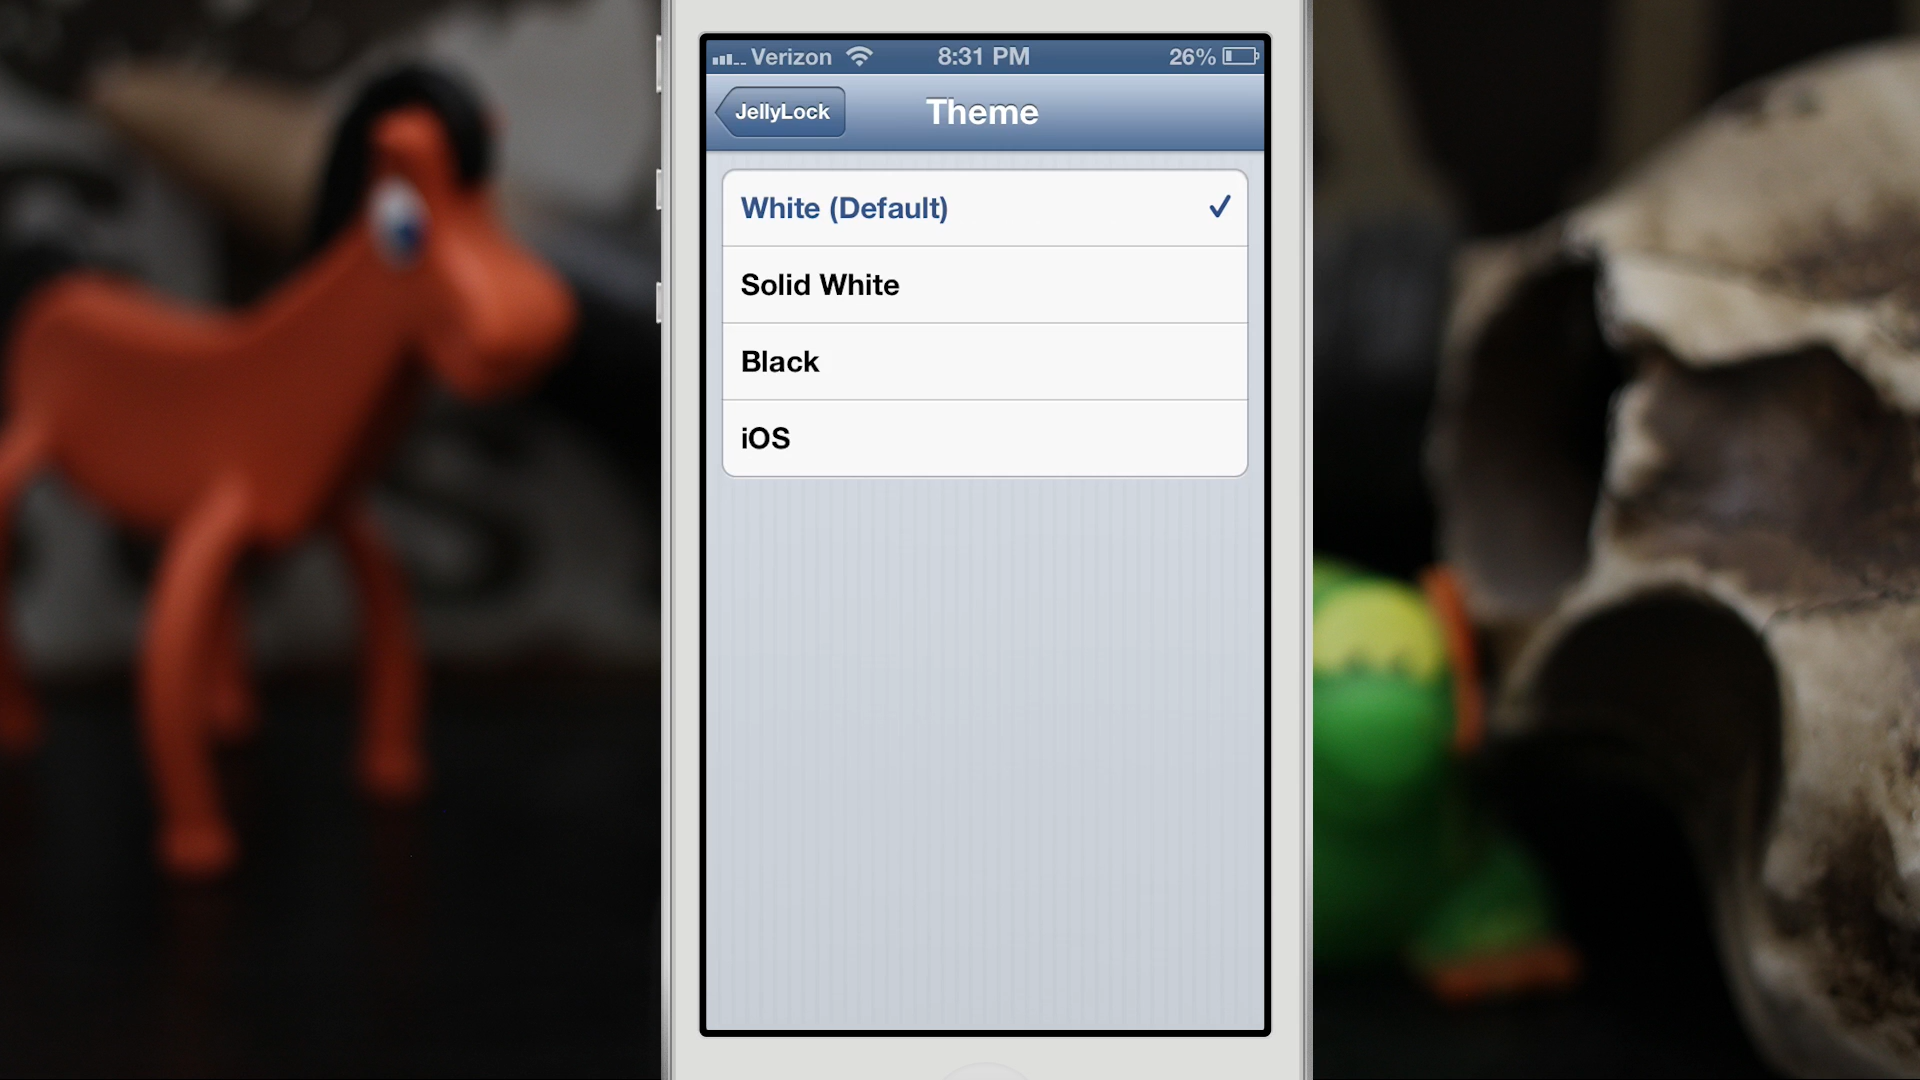 Verizon 8:31 PM 26%
JellyLock Theme
White (Default)
Solid White
Black
iOS